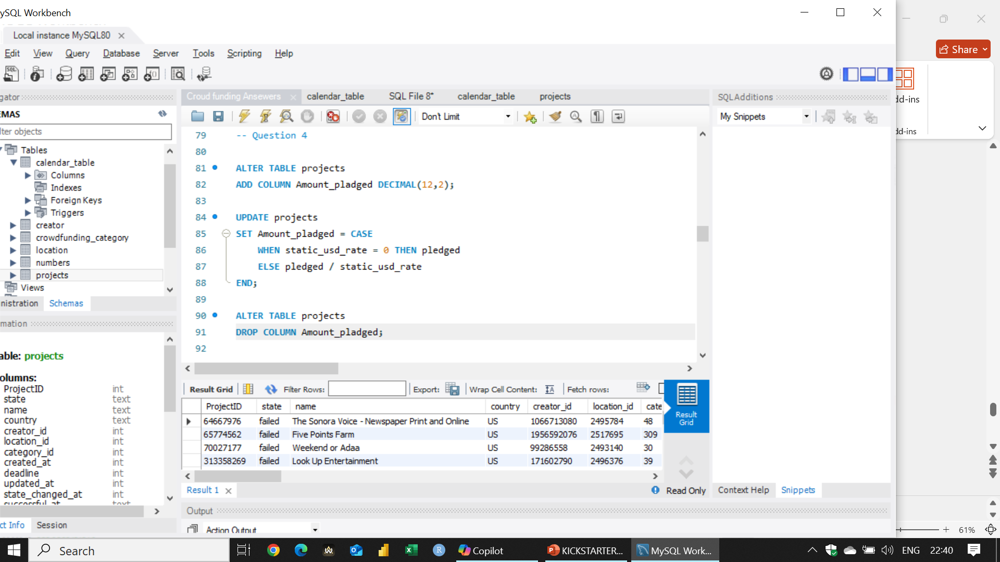 ySQL Workbench
Local instance MySQL80
Edit View Query Database Server Tools Scripting Help
Share
dd-ins
dd-ins
gator
EMAS
lter objects
Tables
calendar_table
Columns
Indexes
Foreign Keys
Triggers
creator
crowdfunding_category
location
numbers
projects
Views
nistration Schemas
mation
able: projects
olumns:
ProjectID int
state text
name text
country text
creator_id int
location_id int
category_id int
created_at int
deadline int
updated_at int
state_changed_at int
successful_at text
ct Info Session
Croud funding Ansewers calendar_table SQL File 8* calendar_table projects
Don't Limit
79 -- Question 4
80
81 ALTER TABLE projects
82 ADD COLUMN Amount_pladged DECIMAL(12,2);
83
84 UPDATE projects
85 SET Amount_pladged = CASE
86 WHEN static_usd_rate = 0 THEN pledged
87 ELSE pledged / static_usd_rate
88 END;
89
90 ALTER TABLE projects
91 DROP COLUMN Amount_pladged;
92
Result Grid Filter Rows: Export: Wrap Cell Content: Fetch rows:
ProjectID state name country creator_id location_id cate
64667976 failed The Sonora Voice - Newspaper Print and Online US 1066713080 2495784 48
65774562 failed Five Points Farm US 1956592076 2517695 309
70027177 failed Weekend or Adaa US 99286558 2493140 30
313358269 failed Look Up Entertainment US 171602790 2496376 39
Result Grid
Result 1
Read Only
Output
Action Output
SQLAdditions
My Snippets
Context Help Snippets
61%
Search
Copilot
KICKSTARTER...
MySQL Work...
ENG
22:40